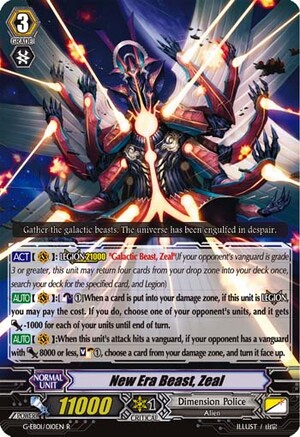 3
GRADE
Gather the galactic beasts. The universe has been engulfed in despair.
ACT 1: LEGION 21000 "Galactic Beast, Zeal"(If your opponent's vanguard is grade
3 or greater, this unit may return four cards from your drop zone into your deck once,
search your deck for the specified card, and Legion)
AUTO 1: 1 When a card is put into your damage zone, if this unit is LEGION,
you may pay the cost. If you do, choose one of your opponent's units, and it gets
-1000 for each of your units until end of turn.
AUTO 1:When this unit's attack hits a vanguard, if your opponent has a vanguard
with 8000 or less, 1, choose a card from your damage zone, and turn it face up.
NORMAL UNIT
New Era Beast, Zeal
POWER
11000
1
CRITICAL
Dimension Police
Alien
G-EB01/010EN R
ILLUST /